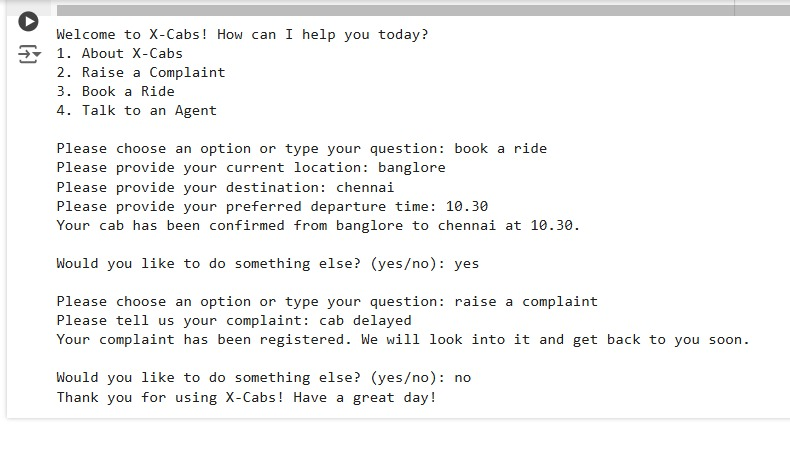 Welcome to X-Cabs! How can I help you today?
1. About X-Cabs
2. Raise a Complaint
3. Book a Ride
4. Talk to an Agent
Please choose an option or type your question: book a ride
Please provide your current location: banglore
Please provide your destination: chennai
Please provide your preferred departure time: 10.30
Your cab has been confirmed from banglore to chennai at 10.30.
Would you like to do something else? (yes/no): yes
Please choose an option or type your question: raise a complaint
Please tell us your complaint: cab delayed
Your complaint has been registered. We will look into it and get back to you soon.
Would you like to do something else? (yes/no): no
Thank you for using X-Cabs! Have a great day!